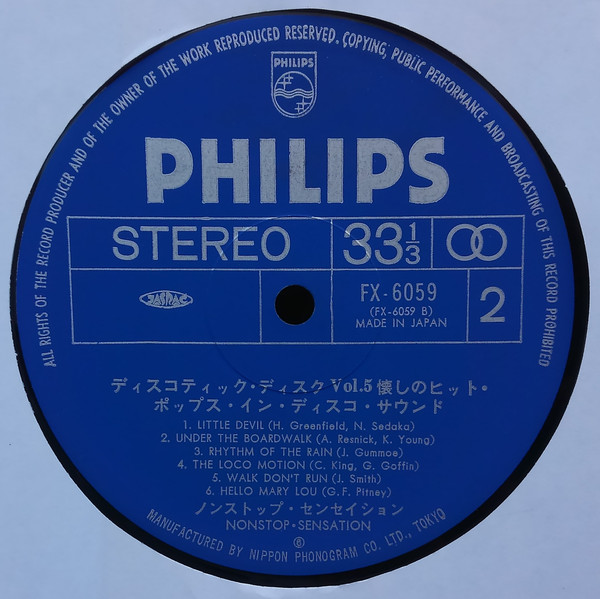 ALL RIGHTS OF THE RECORD PRODUCER AND OF THE OWNER OF THE WORK REPRODUCED RESERVED. COPYING, PUBLIC PERFORMANCE AND BROADCASTING OF THIS RECORD PROHIBITED
PHILIPS
PHILIPS
STEREO
33 1/3
JASRAC
FX-6059
(FX-6059 B)
MADE IN JAPAN
2
ディスコティック・ディスク Vol.5 懐しのヒット・
ポップス・イン・ディスコ・サウンド
1. LITTLE DEVIL (H. Greenfield, N. Sedaka)
2. UNDER THE BOARDWALK (A. Resnick, K. Young)
3. RHYTHM OF THE RAIN (J. Gummoe)
4. THE LOCO MOTION (C. King, G. Goffin)
5. WALK DON'T RUN (J. Smith)
6. HELLO MARY LOU (G.F. Pitney)
ノンストップ・センセイション
NONSTOP・SENSATION
MANUFACTURED BY NIPPON PHONOGRAM CO. LTD., TOKYO